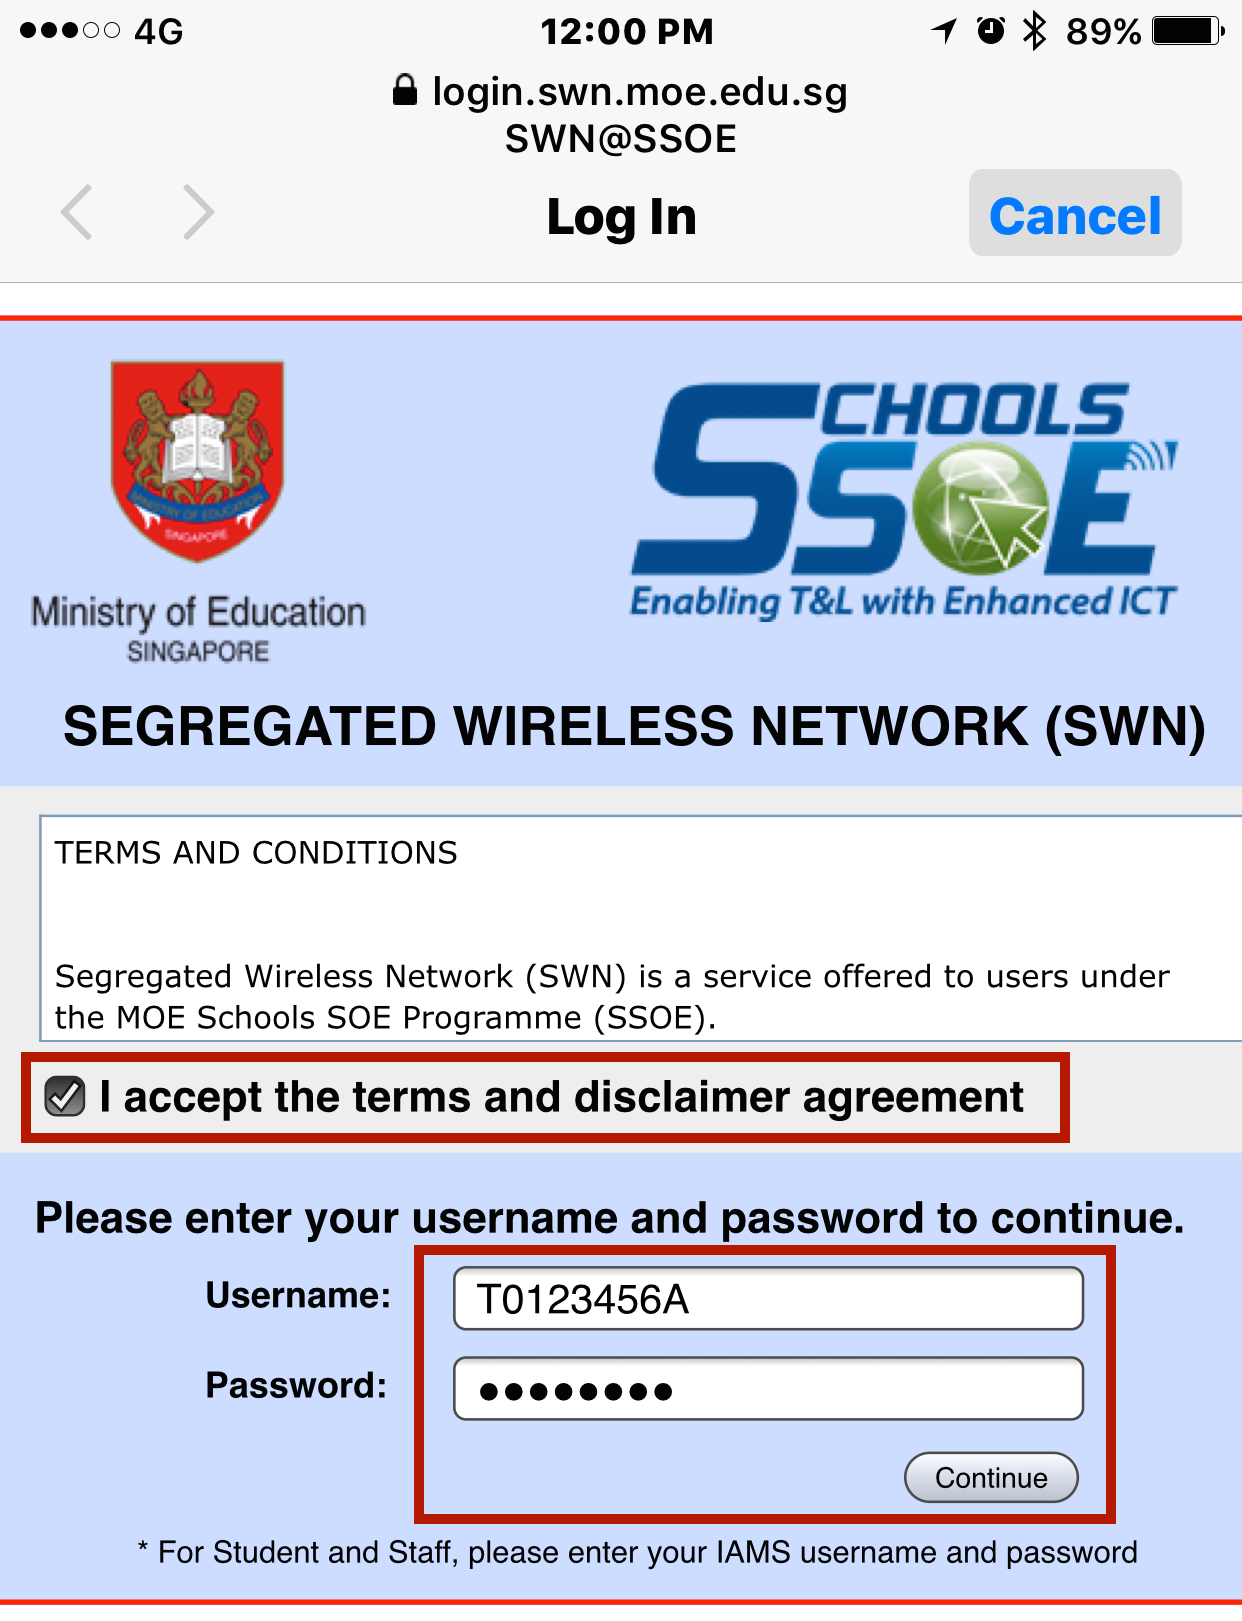 4G 12:00 PM 89%
login.swn.moe.edu.sg
SWN@SSOE
Log In Cancel
SCHOOLS
SSOE
MINISTRY OF EDUCATION
SINGAPORE
Enabling T&L with Enhanced ICT
Ministry of Education
SINGAPORE
SEGREGATED WIRELESS NETWORK (SWN)
TERMS AND CONDITIONS
Segregated Wireless Network (SWN) is a service offered to users under
the MOE Schools SOE Programme (SSOE).
I accept the terms and disclaimer agreement
Please enter your username and password to continue.
Username: T0123456A
Password: ●●●●●●●●
Continue
* For Student and Staff, please enter your IAMS username and password